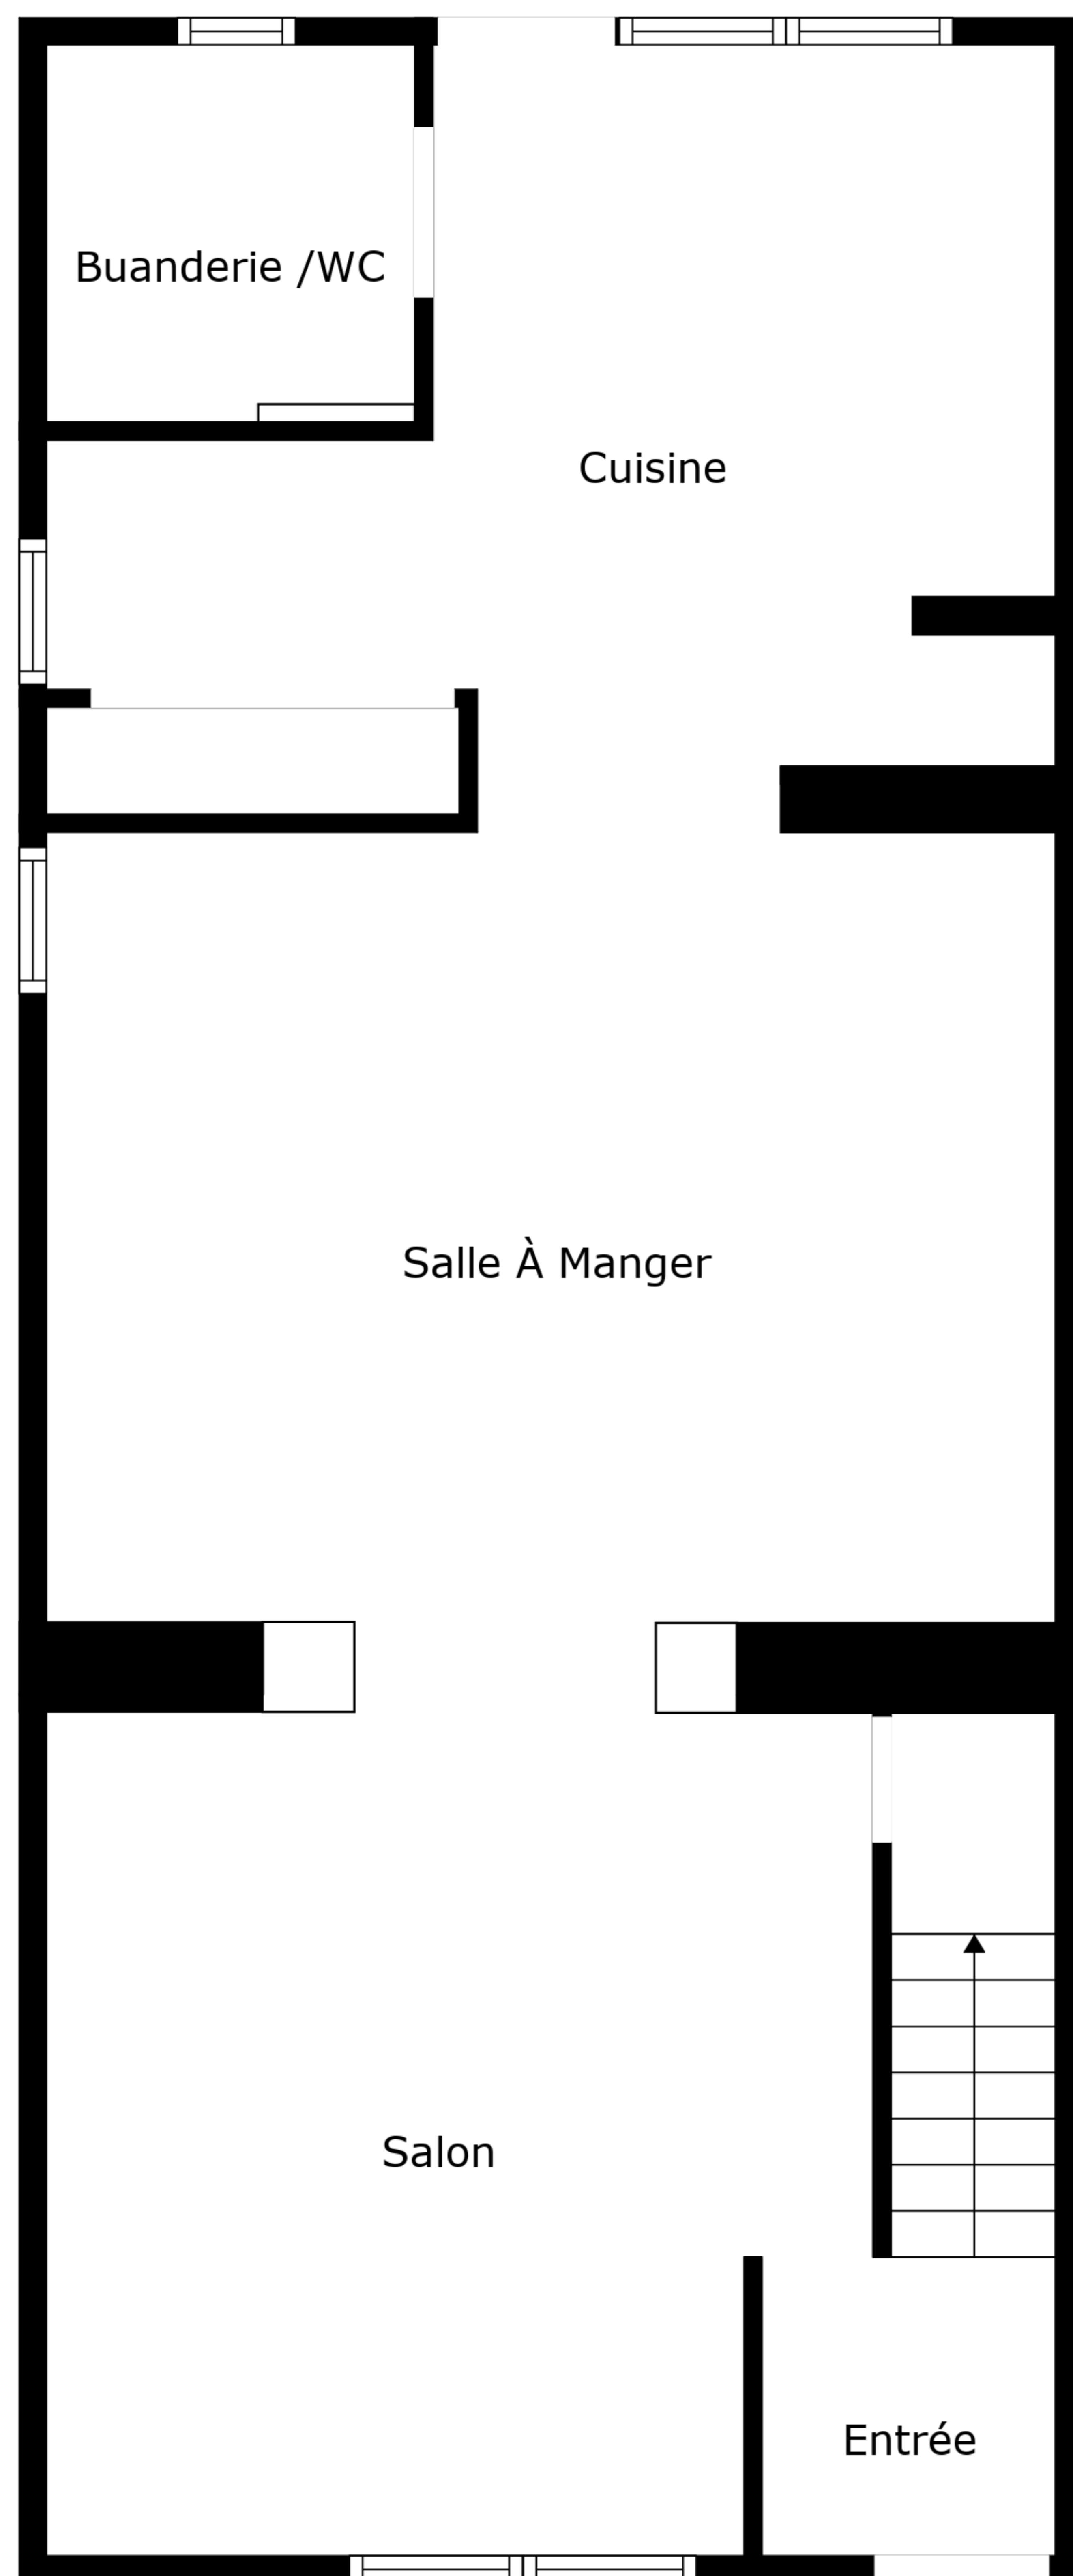 Buanderie /WC
Cuisine
Salle À Manger
Salon
Entrée